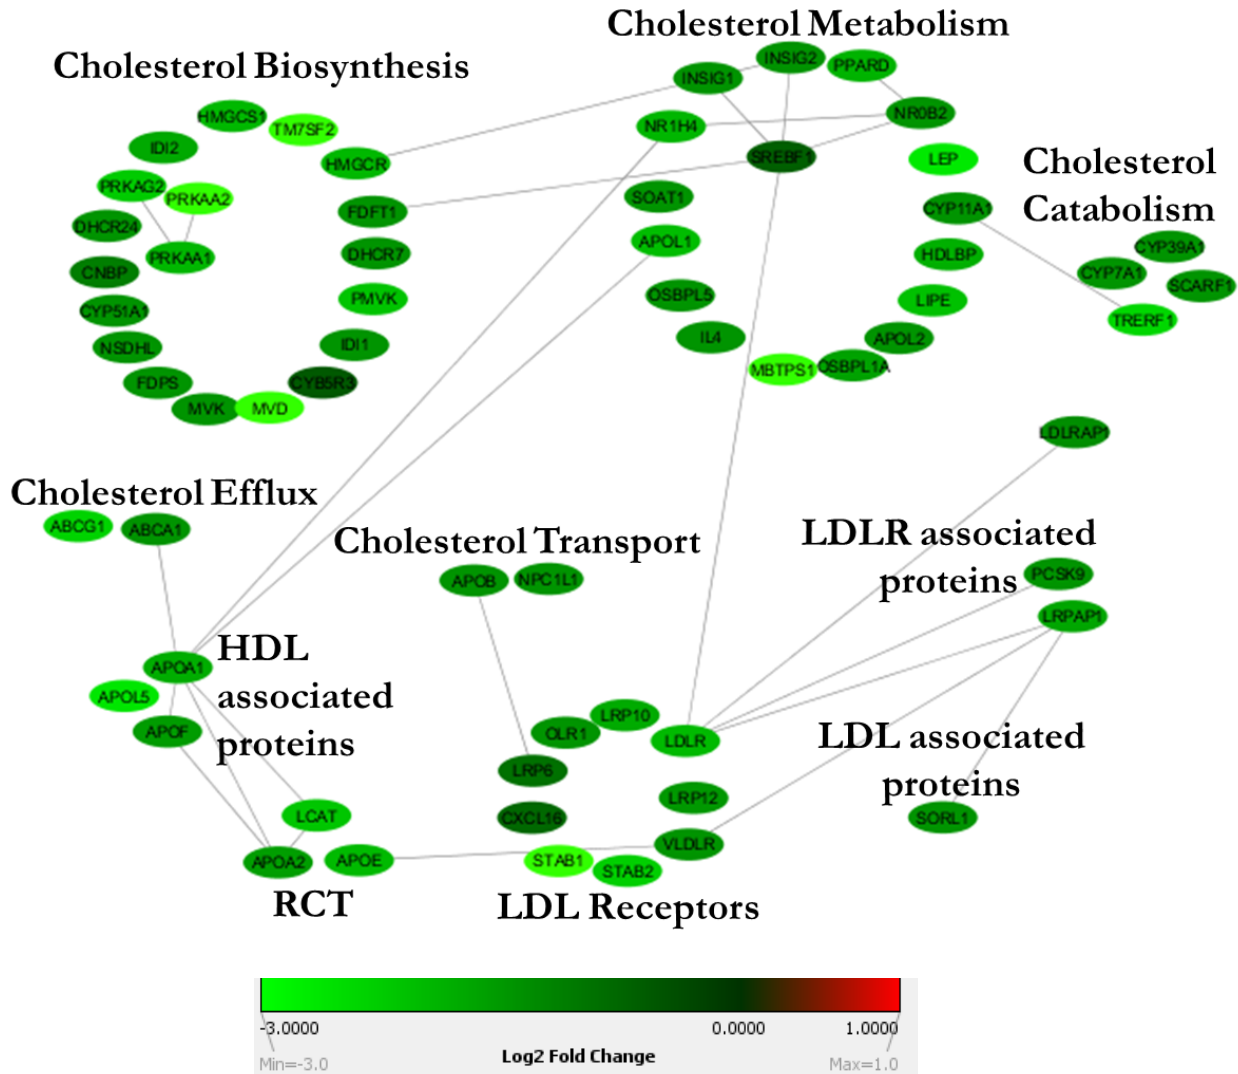 Cholesterol Metabolism
Cholesterol Biosynthesis
INSIG2
PPARD
INSIG1
NR0B2
HMGCS1
TM7SF2
NR1H4
IDI2
HMGCR
SREBF1
LEP
Cholesterol
Catabolism
PRKAG2
PRKAA2
SOAT1
CYP11A1
FDFT1
DHCR24
APOL1
CYP39A1
PRKAA1
DHCR7
HDLBP
CNBP
CYP7A1
SCARF1
OSBPL5
PMVK
LIPE
CYP51A1
TRERF1
IL4
APOL2
NSDHL
IDI1
MBTPS1
OSBPL1A
FDPS
CYB5R3
MVK
MVD
LDLRAP1
Cholesterol Efflux
ABCG1
ABCA1
Cholesterol Transport
LDLR associated
proteins
APOB
NPC1L1
PCSK9
LRPAP1
HDL
associated
proteins
APOA1
APOL5
APOF
LRP10
OLR1
LDLR
LDL associated
proteins
LRP6
LRP12
LCAT
CXCL16
SORL1
VLDLR
APOA2
APOE
STAB1
STAB2
RCT
LDL Receptors
-3.0000
0.0000
1.0000
Min=-3.0
Log2 Fold Change
Max=1.0